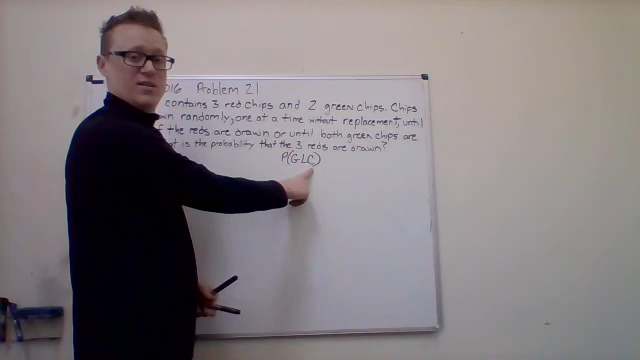 016 Problem 21
contains 3 red chips and 2 green chips. Chips
wn randomly, one at a time without replacement, until
f the reds are drawn or until both green chips are
at is the probability that the 3 reds are drawn?
P(GLC)